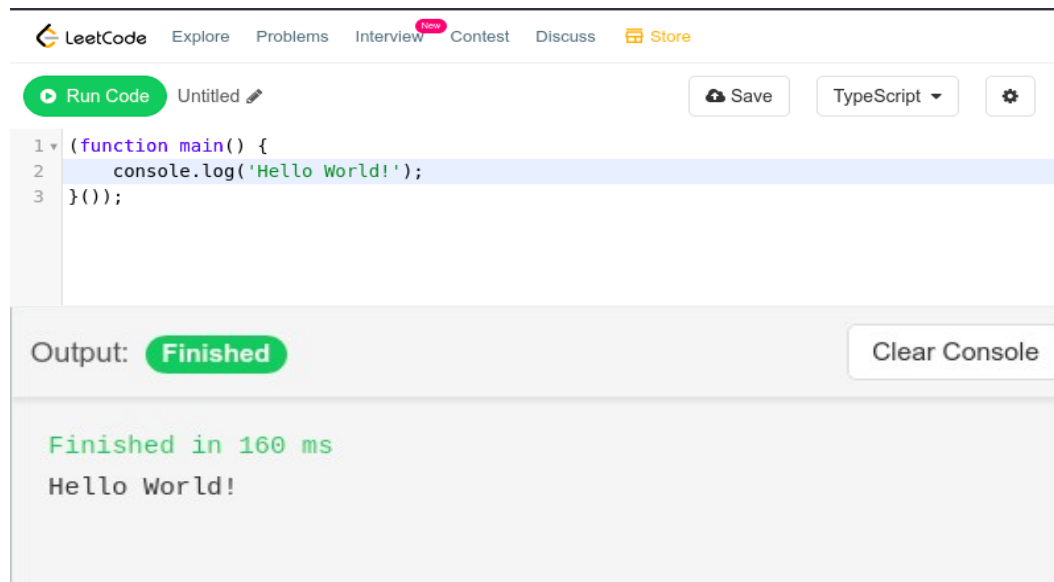 LeetCode Explore Problems Interview New Contest Discuss Store
Run Code Untitled Save TypeScript
1 (function main() {
2     console.log('Hello World!');
3 }());
Output: Finished Clear Console
Finished in 160 ms
Hello World!